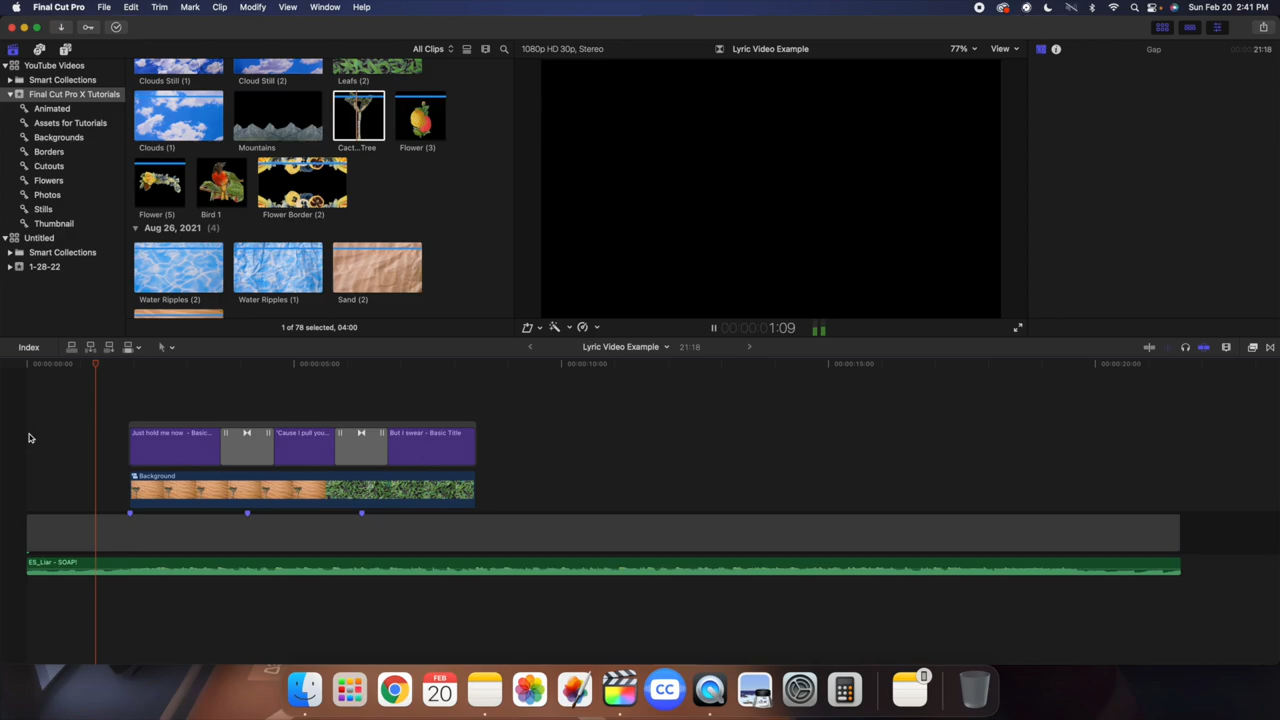 Final Cut Pro File Edit Trim Mark Clip Modify View Window Help Sun Feb 20 2:41 PM
All Clips 1080p HD 30p, Stereo Lyric Video Example 77% View Gap 21:18
YouTube Videos
Smart Collections
Final Cut Pro X Tutorials
Animated
Assets for Tutorials
Backgrounds
Borders
Cutouts
Flowers
Photos
Stills
Thumbnail
Untitled
Smart Collections
1-28-22
Clouds Still (1) Cloud Still (2) Leafs (2)
Clouds (1) Mountains Cact...Tree Flower (3)
Flower (5) Bird 1 Flower Border (2)
Aug 26, 2021 (4)
Water Ripples (2) Water Ripples (1) Sand (2)
1 of 78 selected, 04:00
00:00:01:09
Index Lyric Video Example 21:18
00:00:00:00 00:00:05:00 00:00:10:00 00:00:15:00 00:00:20:00
Just hold me now - Basic... 'Cause I pull you... But I swear - Basic Title
Background
ES_Liar - SOAP!
FEB
20
CC